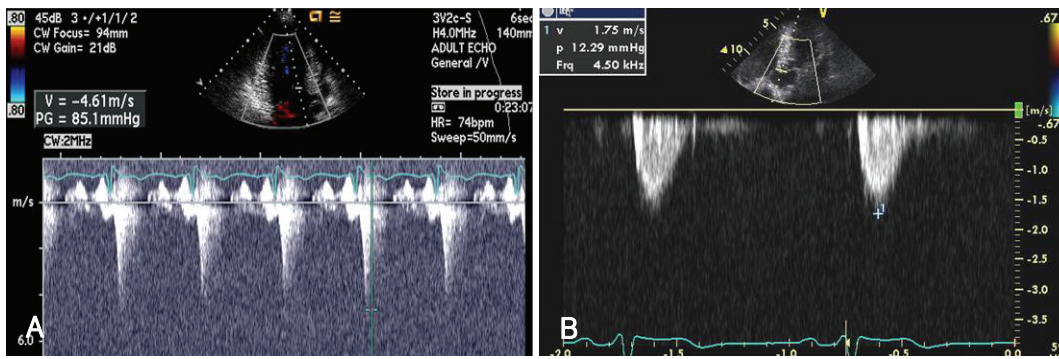 .80
.80
45dB 3 •/+1/1/2
CW Focus= 94mm
CW Gain= 21dB
V = -4.61m/s
PG = 85.1mmHg
CW:2MHz
3V2c-S 6sec
H4.0MHz 140mm
ADULT ECHO
General /V
Store in progress
0:23:07
HR= 74bpm
Sweep=50mm/s
V
m/s
6.0
A
1 v 1.75 m/s
p 12.29 mmHg
Frq 4.50 kHz
V
5
10
.67
[m/s]
-.67
-0.5
-1.0
-1.5
-2.0
-2.5
-3.0
-3.5
1
-2.0
-1.5
-1.0
-0.5
0.0
5
B